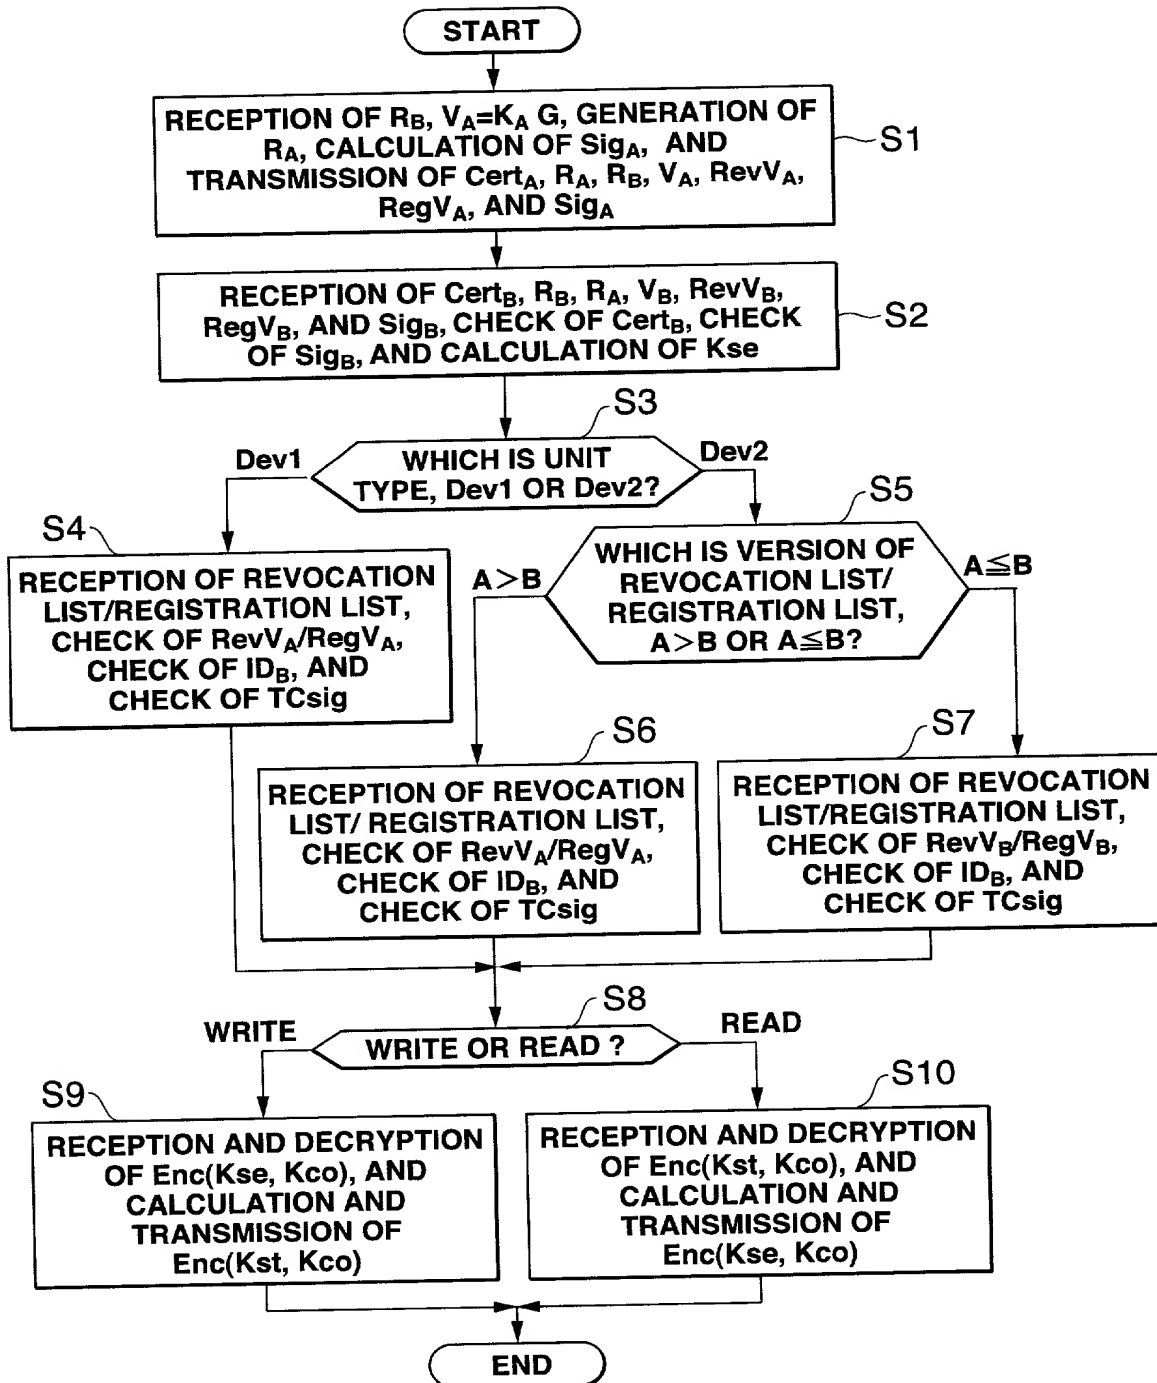 START
RECEPTION OF R_B, V_A=K_A G, GENERATION OF
R_A, CALCULATION OF Sig_A, AND
TRANSMISSION OF Cert_A, R_A, R_B, V_A, RevV_A,
RegV_A, AND Sig_A
S1
RECEPTION OF Cert_B, R_B, R_A, V_B, RevV_B,
RegV_B, AND Sig_B, CHECK OF Cert_B, CHECK
OF Sig_B, AND CALCULATION OF Kse
S2
S3
WHICH IS UNIT
TYPE, Dev1 OR Dev2?
Dev1
Dev2
S4
RECEPTION OF REVOCATION
LIST/REGISTRATION LIST,
CHECK OF RevV_A/RegV_A,
CHECK OF ID_B, AND
CHECK OF TCsig
S5
WHICH IS VERSION OF
REVOCATION LIST/
REGISTRATION LIST,
A>B OR A≦B?
A>B
A≦B
S6
RECEPTION OF REVOCATION
LIST/ REGISTRATION LIST,
CHECK OF RevV_A/RegV_A,
CHECK OF ID_B, AND
CHECK OF TCsig
S7
RECEPTION OF REVOCATION
LIST/REGISTRATION LIST,
CHECK OF RevV_B/RegV_B,
CHECK OF ID_B, AND
CHECK OF TCsig
S8
WRITE OR READ ?
WRITE
READ
S9
RECEPTION AND DECRYPTION
OF Enc(Kse, Kco), AND
CALCULATION AND
TRANSMISSION OF
Enc(Kst, Kco)
S10
RECEPTION AND DECRYPTION
OF Enc(Kst, Kco), AND
CALCULATION AND
TRANSMISSION OF
Enc(Kse, Kco)
END